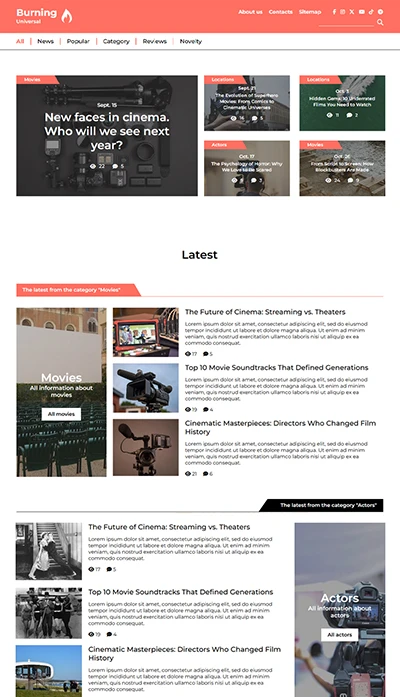 Burning
Universal
About us Contacts Sitemap
All News Popular Category Reviews Novelty
Movies
Sept. 15
New faces in cinema.
Who will we see next
year?
22 5
Locations
Sept. 21
The Evolution of Superhero
Movies: From Comics to
Cinematic Universes
16 5
Locations
Oct. 3
Hidden Gems: 10 Underrated
Films You Need to Watch
11 2
Actors
Oct. 17
The Psychology of Horror: Why
We Love to Be Scared
3
Movies
Oct. 26
From Script to Screen: How
Blockbusters Are Made
24 9
Latest
The latest from the category "Movies"
Movies
All information about
movies
All movies
The Future of Cinema: Streaming vs. Theaters
Lorem ipsum dolor sit amet, consectetur adipiscing elit, sed do eiusmod
tempor incididunt ut labore et dolore magna aliqua. Ut enim ad minim
veniam, quis nostrud exercitation ullamco laboris nisi ut aliquip ex ea
commodo consequat.
17 5
Top 10 Movie Soundtracks That Defined Generations
Lorem ipsum dolor sit amet, consectetur adipiscing elit, sed do eiusmod
tempor incididunt ut labore et dolore magna aliqua. Ut enim ad minim
veniam, quis nostrud exercitation ullamco laboris nisi ut aliquip ex ea
commodo consequat.
19 4
Cinematic Masterpieces: Directors Who Changed Film
History
Lorem ipsum dolor sit amet, consectetur adipiscing elit, sed do eiusmod
tempor incididunt ut labore et dolore magna aliqua. Ut enim ad minim
veniam, quis nostrud exercitation ullamco laboris nisi ut aliquip ex ea
commodo consequat.
21 6
The latest from the category "Actors"
The Future of Cinema: Streaming vs. Theaters
Lorem ipsum dolor sit amet, consectetur adipiscing elit, sed do eiusmod
tempor incididunt ut labore et dolore magna aliqua. Ut enim ad minim
veniam, quis nostrud exercitation ullamco laboris nisi ut aliquip ex ea
commodo consequat.
17 5
Top 10 Movie Soundtracks That Defined Generations
Lorem ipsum dolor sit amet, consectetur adipiscing elit, sed do eiusmod
tempor incididunt ut labore et dolore magna aliqua. Ut enim ad minim
veniam, quis nostrud exercitation ullamco laboris nisi ut aliquip ex ea
commodo consequat.
19 4
Cinematic Masterpieces: Directors Who Changed Film
History
Lorem ipsum dolor sit amet, consectetur adipiscing elit, sed do eiusmod
tempor incididunt ut labore et dolore magna aliqua. Ut enim ad minim
veniam, quis nostrud exercitation ullamco laboris nisi ut aliquip ex ea
commodo consequat.
Actors
All information about
actors
All actors